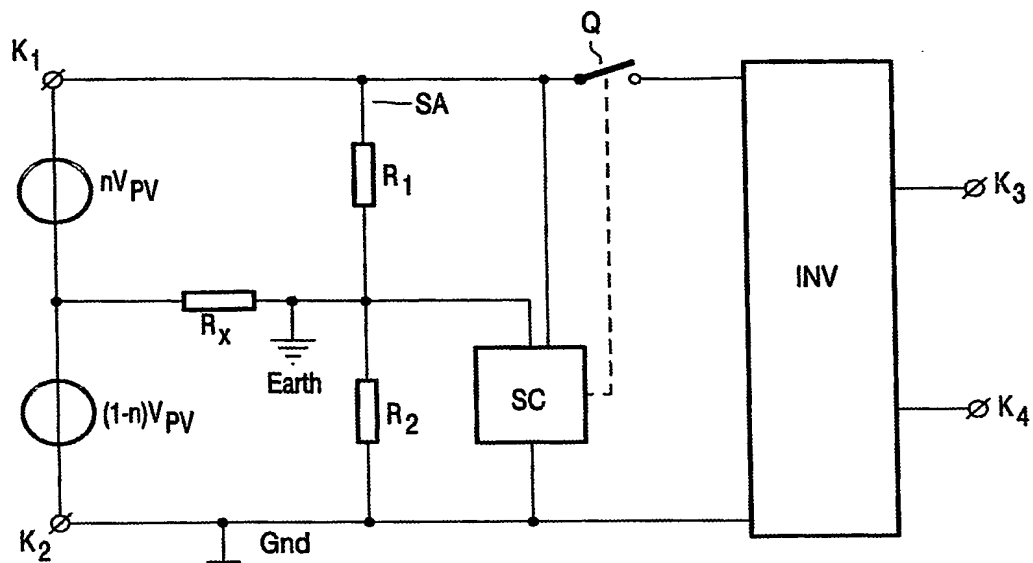 Q
K1
SA
R1
nVPV
K3
INV
Rx
Earth
SC
(1-n)VPV
R2
K4
K2
Gnd